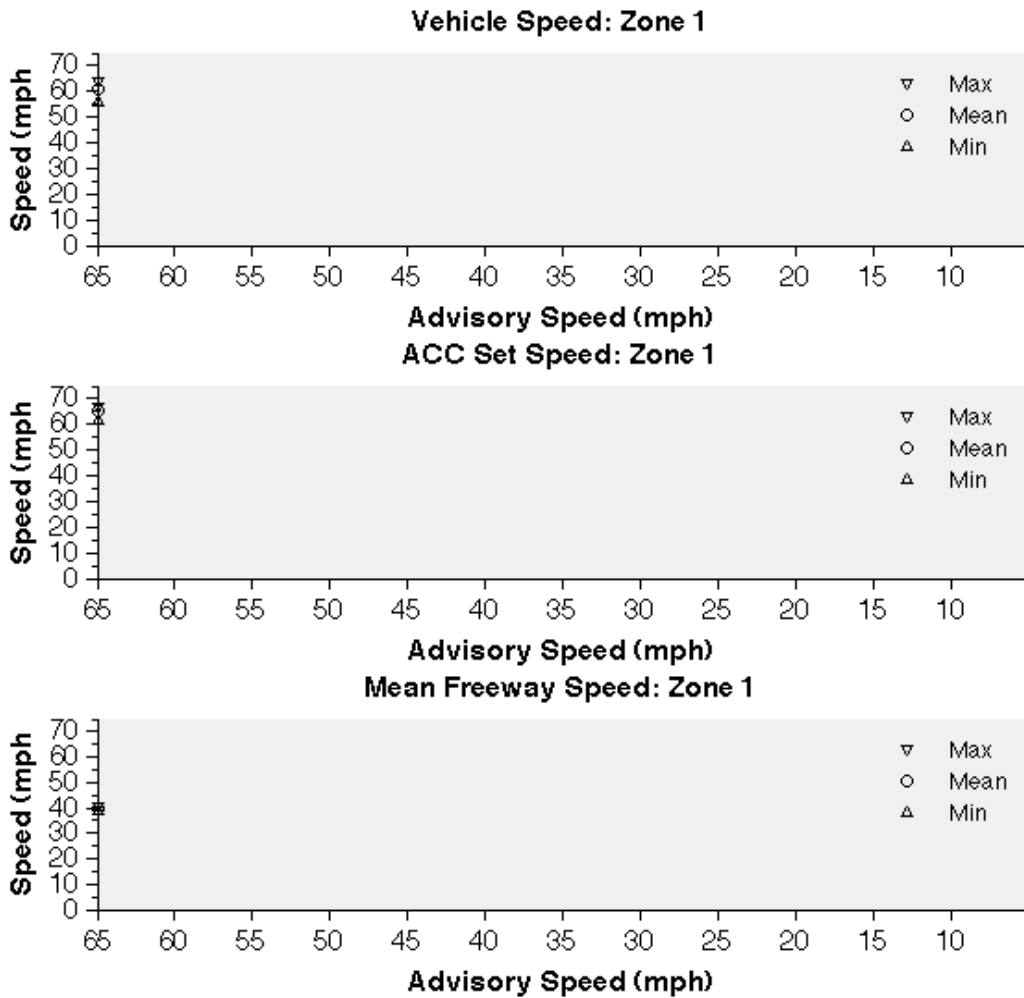 Vehicle Speed: Zone 1
Speed (mph
70
60
50
40
30
20
10
0
Max
Mean
Min
65 60 55 50 45 40 35 30 25 20 15 10
Advisory Speed (mph)
ACC Set Speed: Zone 1
Speed (mph
70
60
50
40
30
20
10
0
Max
Mean
Min
65 60 55 50 45 40 35 30 25 20 15 10
Advisory Speed (mph)
Mean Freeway Speed: Zone 1
Speed (mph
70
60
50
40
30
20
10
0
Max
Mean
Min
65 60 55 50 45 40 35 30 25 20 15 10
Advisory Speed (mph)